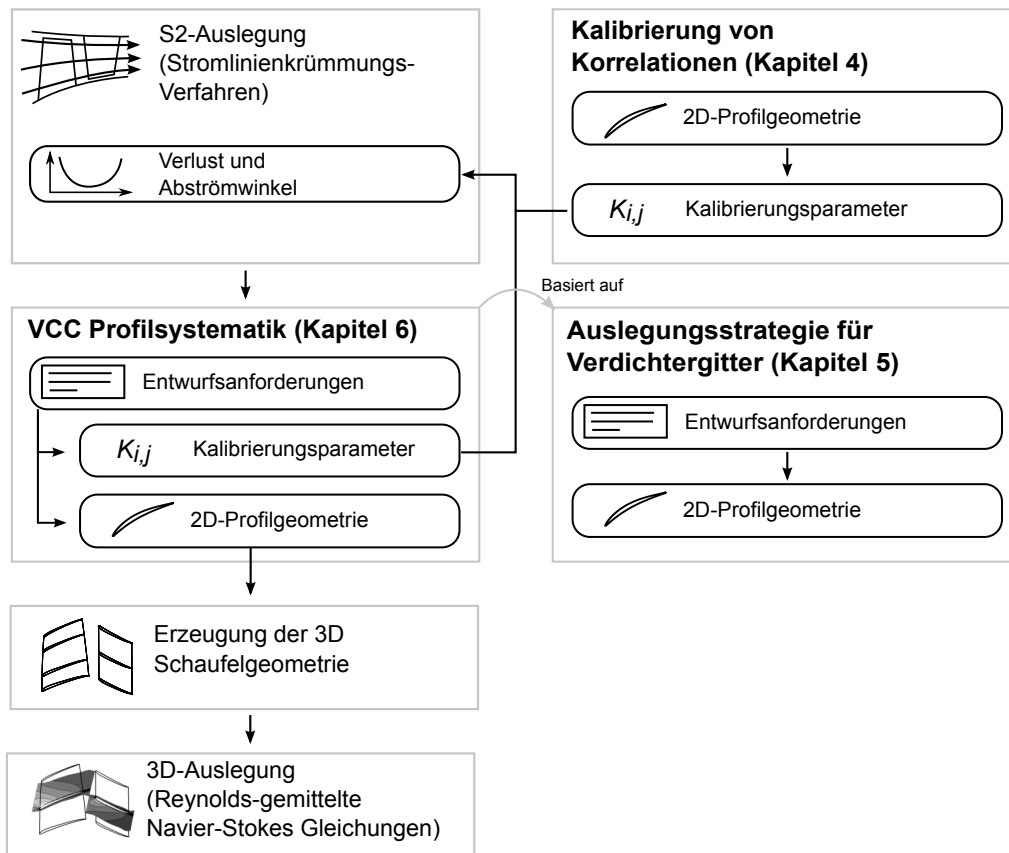 S2-Auslegung
(Stromlinienkrümmungs-
Verfahren)
Verlust und
Abströmwinkel
Kalibrierung von
Korrelationen (Kapitel 4)
2D-Profilgeometrie
Ki,j Kalibrierungsparameter
Basiert auf
VCC Profilsystematik (Kapitel 6)
Entwurfsanforderungen
Ki,j Kalibrierungsparameter
2D-Profilgeometrie
Auslegungsstrategie für
Verdichtergitter (Kapitel 5)
Entwurfsanforderungen
2D-Profilgeometrie
Erzeugung der 3D
Schaufelgeometrie
3D-Auslegung
(Reynolds-gemittelte
Navier-Stokes Gleichungen)